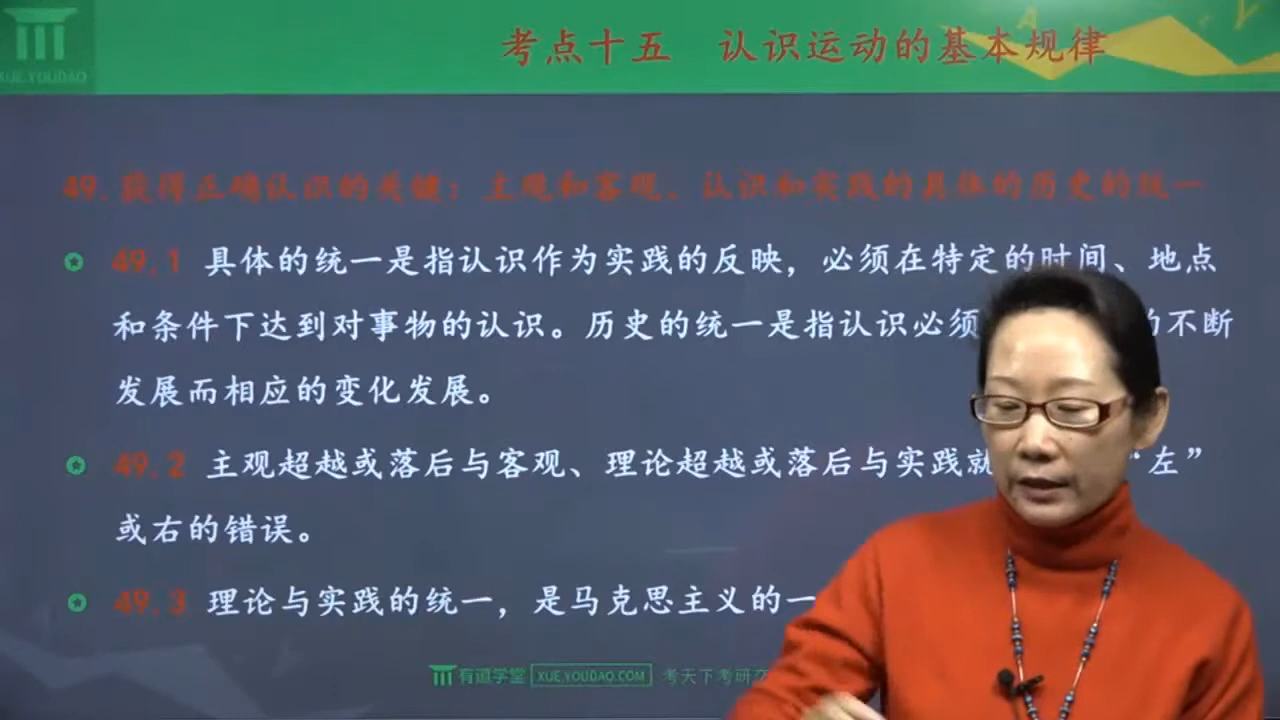 XUE.YOUDAO
考点十五 认识运动的基本规律
49.获得正确认识的关键：主观和客观、认识和实践的具体的历史的统一
49.1 具体的统一是指认识作为实践的反映，必须在特定的时间、地点
和条件下达到对事物的认识。历史的统一是指认识必须 不断
发展而相应的变化发展。
49.2 主观超越或落后与客观、理论超越或落后与实践就 “左”
或右的错误。
49.3 理论与实践的统一，是马克思主义的一
有道学堂 XUE.YOUDAO.COM 考天下考研